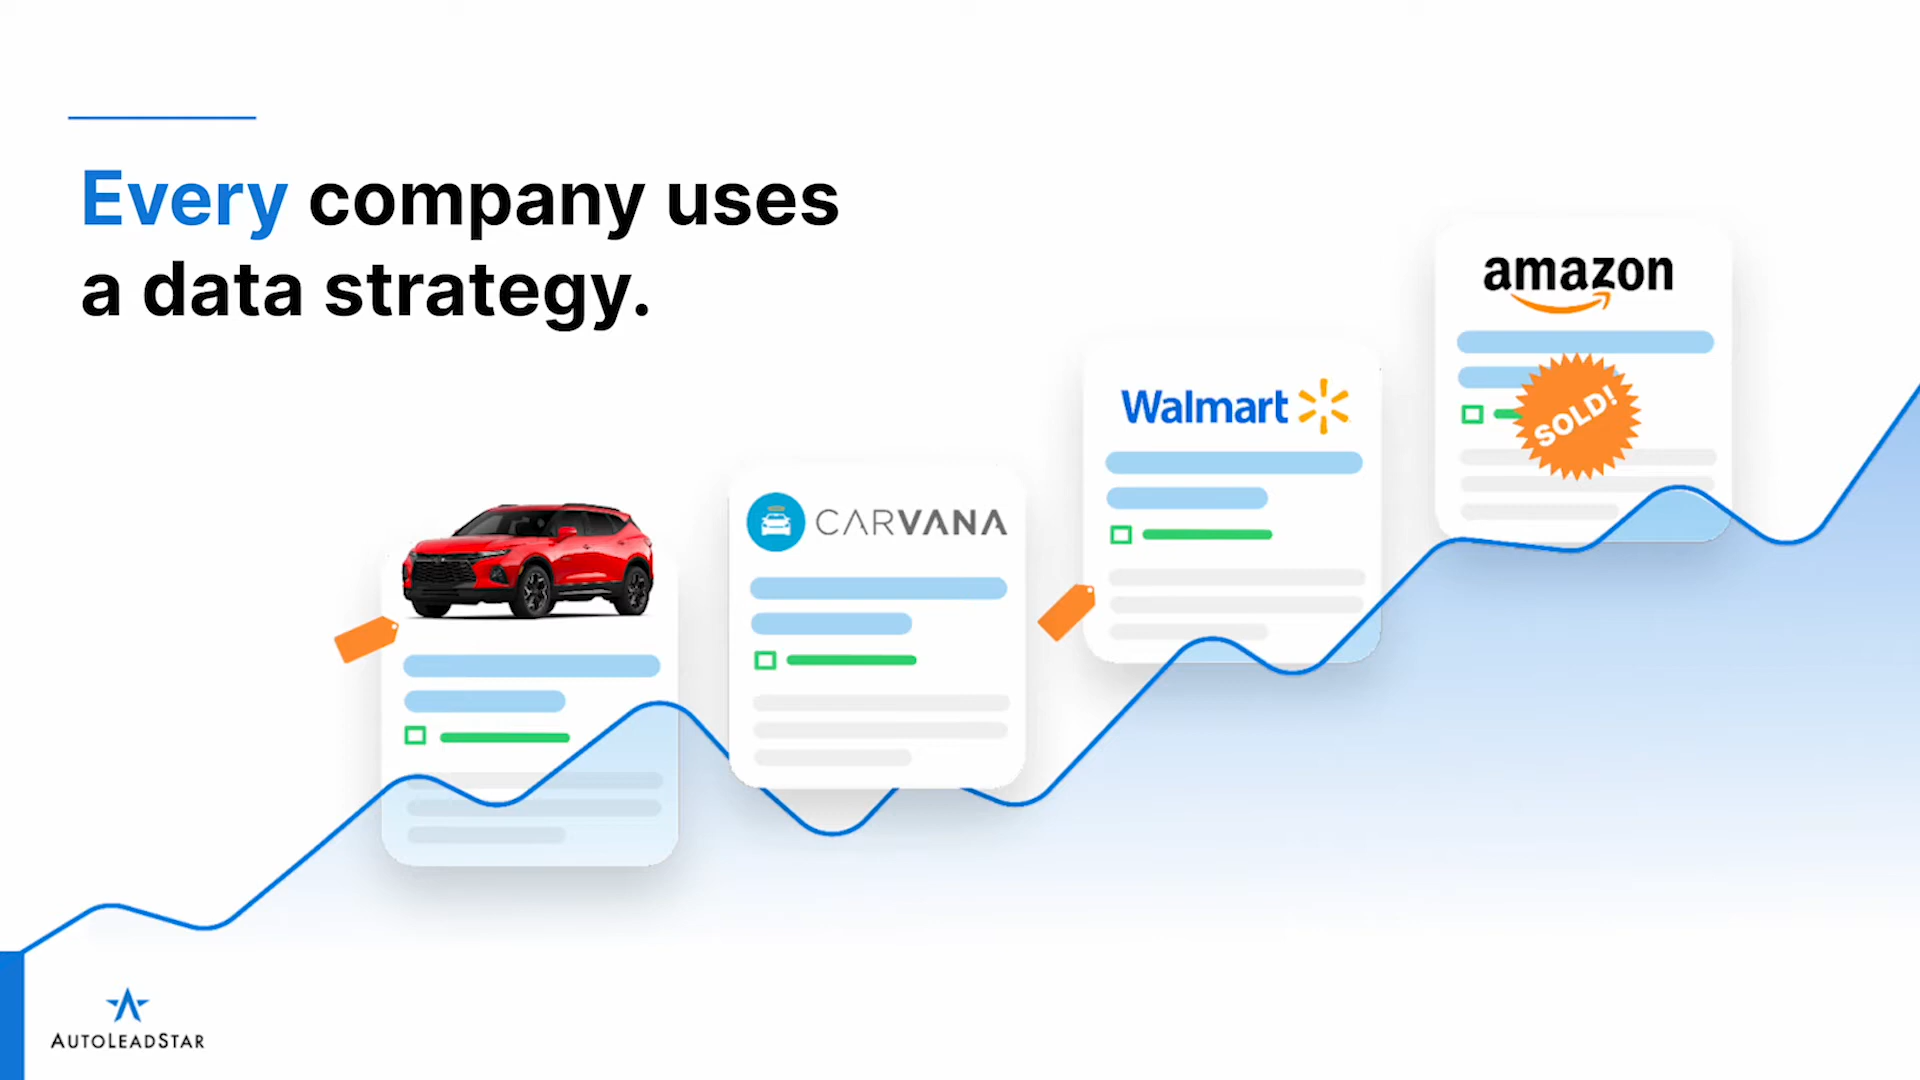 Every company uses
a data strategy.
amazon
SOLD!
Walmart
CARVANA
AUTOLEADSTAR